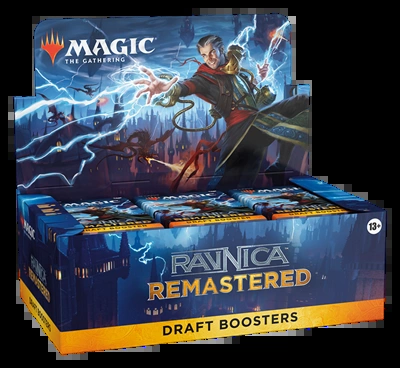 MAGIC
THE GATHERING
13+
RAVNICA
REMASTERED
DRAFT BOOSTERS